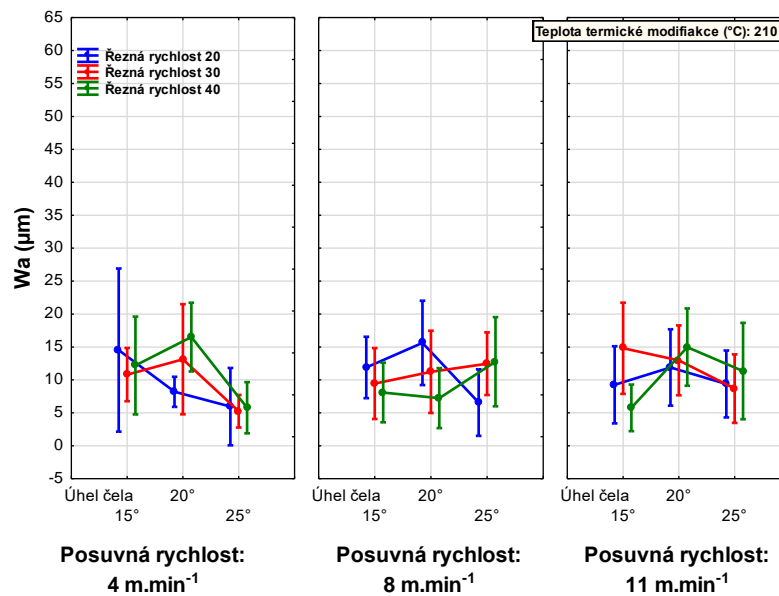 65
60
55
50
45
40
35
30
25
20
15
10
5
0
-5
Wa (µm)
Řezná rychlost 20
Řezná rychlost 30
Řezná rychlost 40
Teplota termické modifiakce (°C): 210
Úhel čela 20°
15° 25°
Úhel čela 20°
15° 25°
Úhel čela 20°
15° 25°
Posuvná rychlost:
4 m.min⁻¹
Posuvná rychlost:
8 m.min⁻¹
Posuvná rychlost:
11 m.min⁻¹